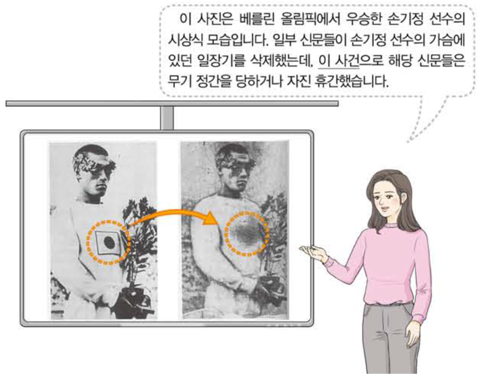 이 사진은 베를린 올림픽에서 우승한 손기정 선수의
시상식 모습입니다. 일부 신문들이 손기정 선수의 가슴에
있던 일장기를 삭제했는데, 이 사건으로 해당 신문들은
무기 정간을 당하거나 자진 휴간했습니다.